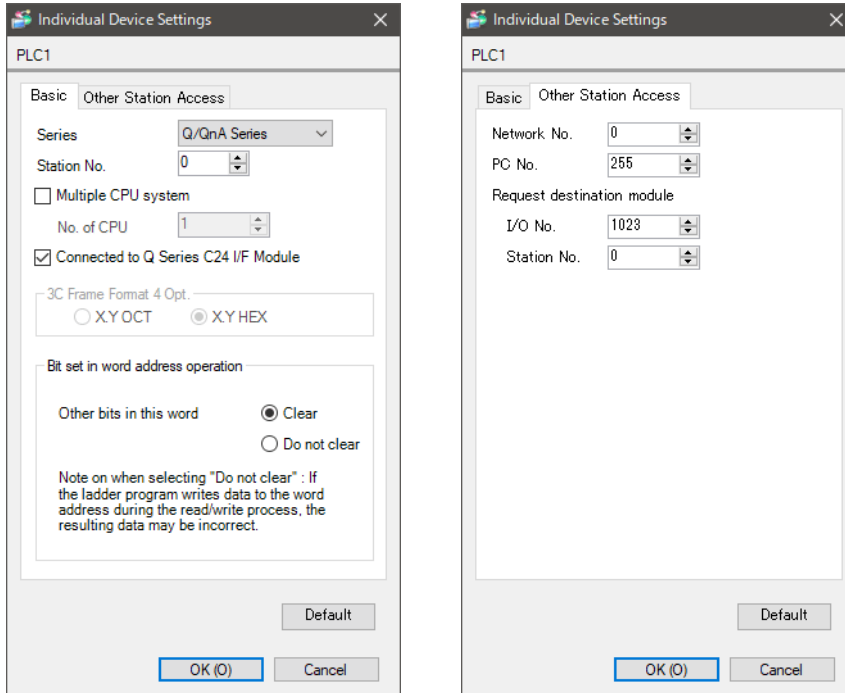 Individual Device Settings
PLC1
Basic
Other Station Access
Series
Q/QnA Series
Station No.
0
Multiple CPU system
No. of CPU
1
Connected to Q Series C24 I/F Module
3C Frame Format 4 Opt.
X.Y OCT
X.Y HEX
Bit set in word address operation
Other bits in this word
Clear
Do not clear
Note on when selecting "Do not clear" : If
the ladder program writes data to the word
address during the read/write process, the
resulting data may be incorrect.
Default
OK (O)
Cancel
Individual Device Settings
PLC1
Basic
Other Station Access
Network No.
0
PC No.
255
Request destination module
I/O No.
1023
Station No.
0
Default
OK (O)
Cancel